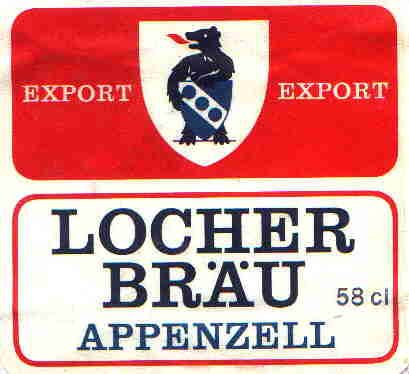 EXPORT EXPORT
LOCHER
BRÄU
58 cl
APPENZELL